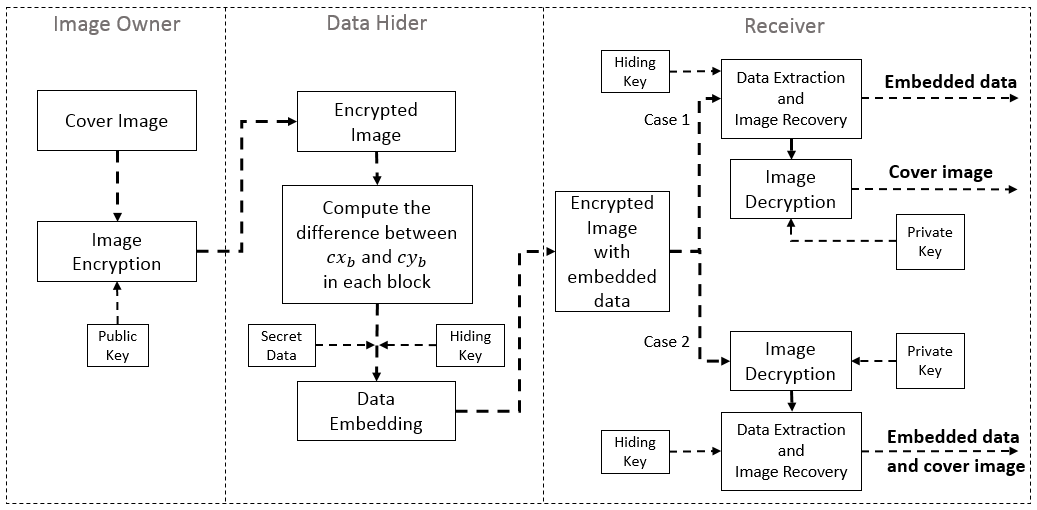 Image Owner
Cover Image
Image
Encryption
Public
Key
Data Hider
Encrypted
Image
Compute the
difference between
cx_b and cy_b
in each block
Secret
Data
Hiding
Key
Data
Embedding
Receiver
Encrypted
Image
with
embedded
data
Case 1
Hiding
Key
Data Extraction
and
Image Recovery
Embedded data
Image
Decryption
Cover image
Private
Key
Case 2
Image
Decryption
Private
Key
Hiding
Key
Data Extraction
and
Image Recovery
Embedded data
and cover image